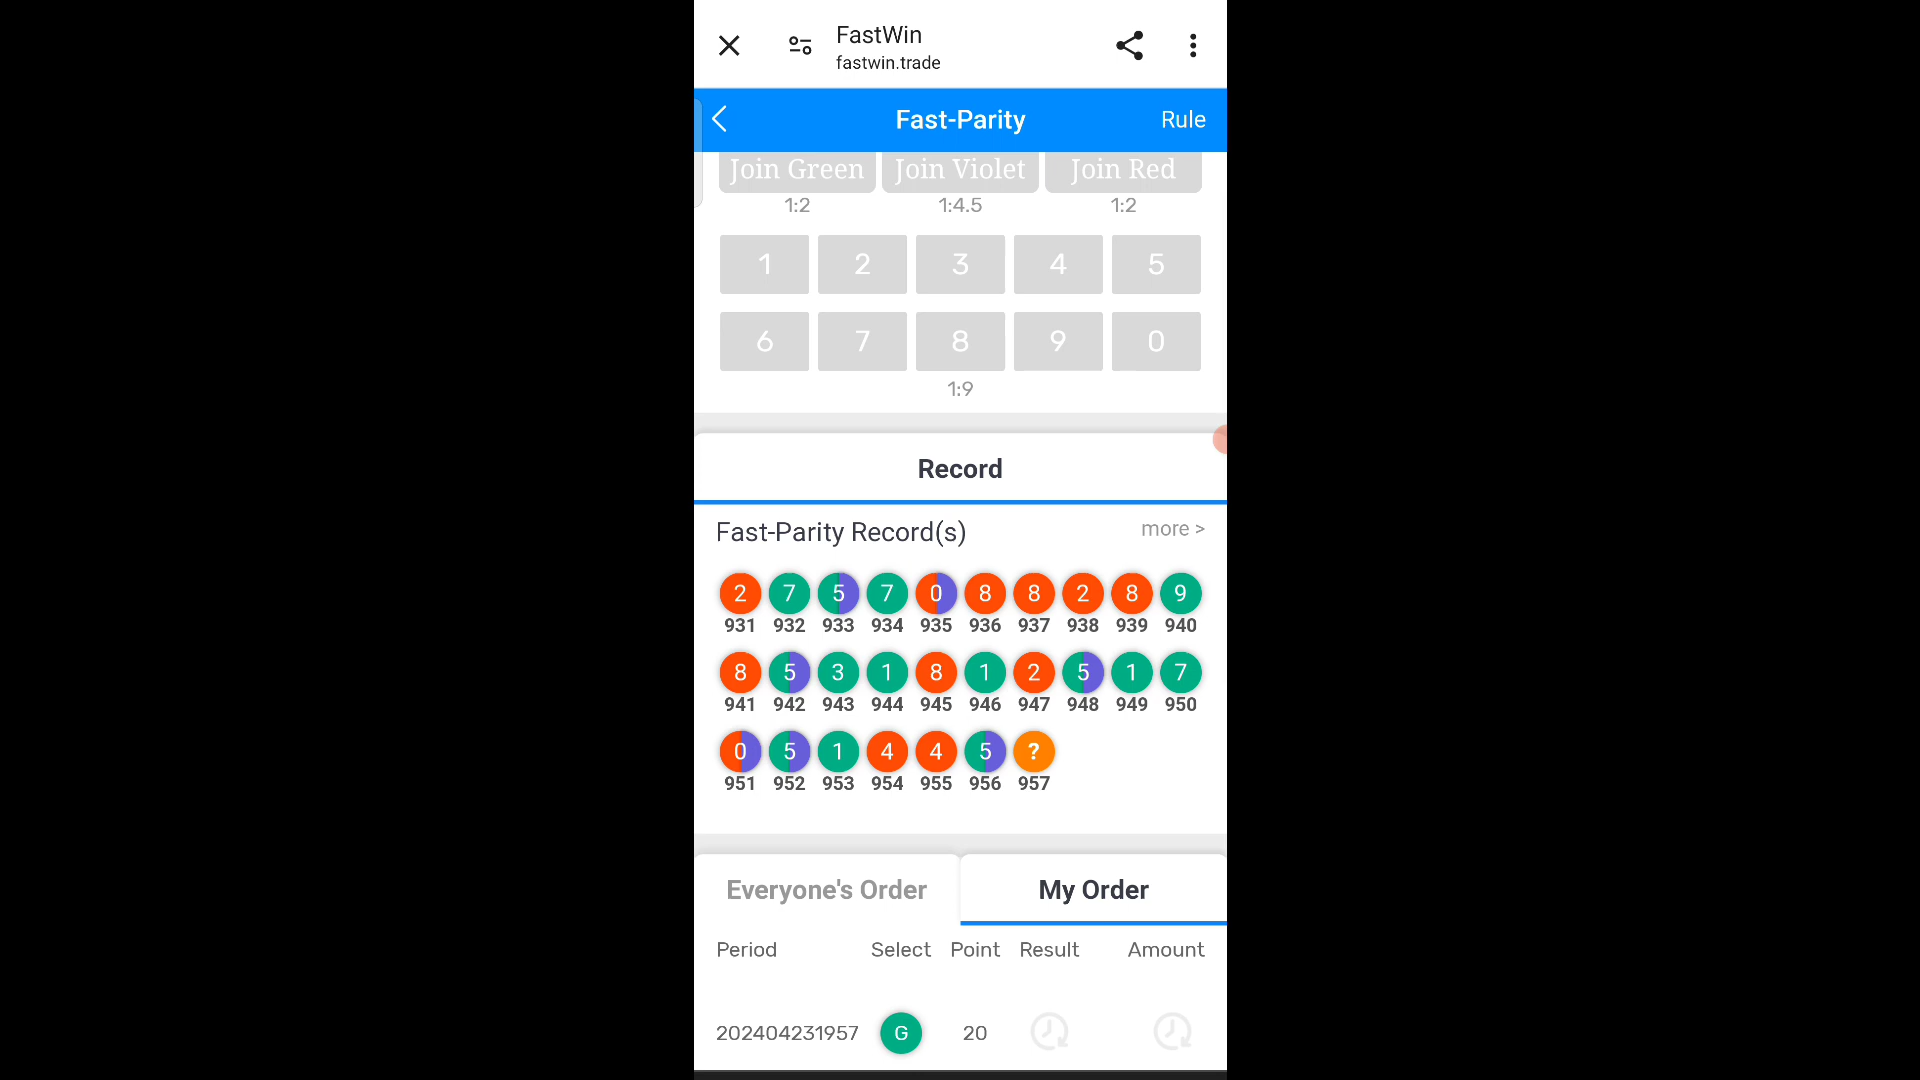 FastWin
fastwin.trade
Fast-Parity Rule
Join Green Join Violet Join Red
1:2 1:4.5 1:2
1 2 3 4 5
6 7 8 9 0
1:9
Record
Fast-Parity Record(s) more >
2 7 5 7 0 8 8 2 8 9
931 932 933 934 935 936 937 938 939 940
8 5 3 1 8 1 2 5 1 7
941 942 943 944 945 946 947 948 949 950
0 5 1 4 4 5 ?
951 952 953 954 955 956 957
Everyone's Order My Order
Period Select Point Result Amount
202404231957 G 20